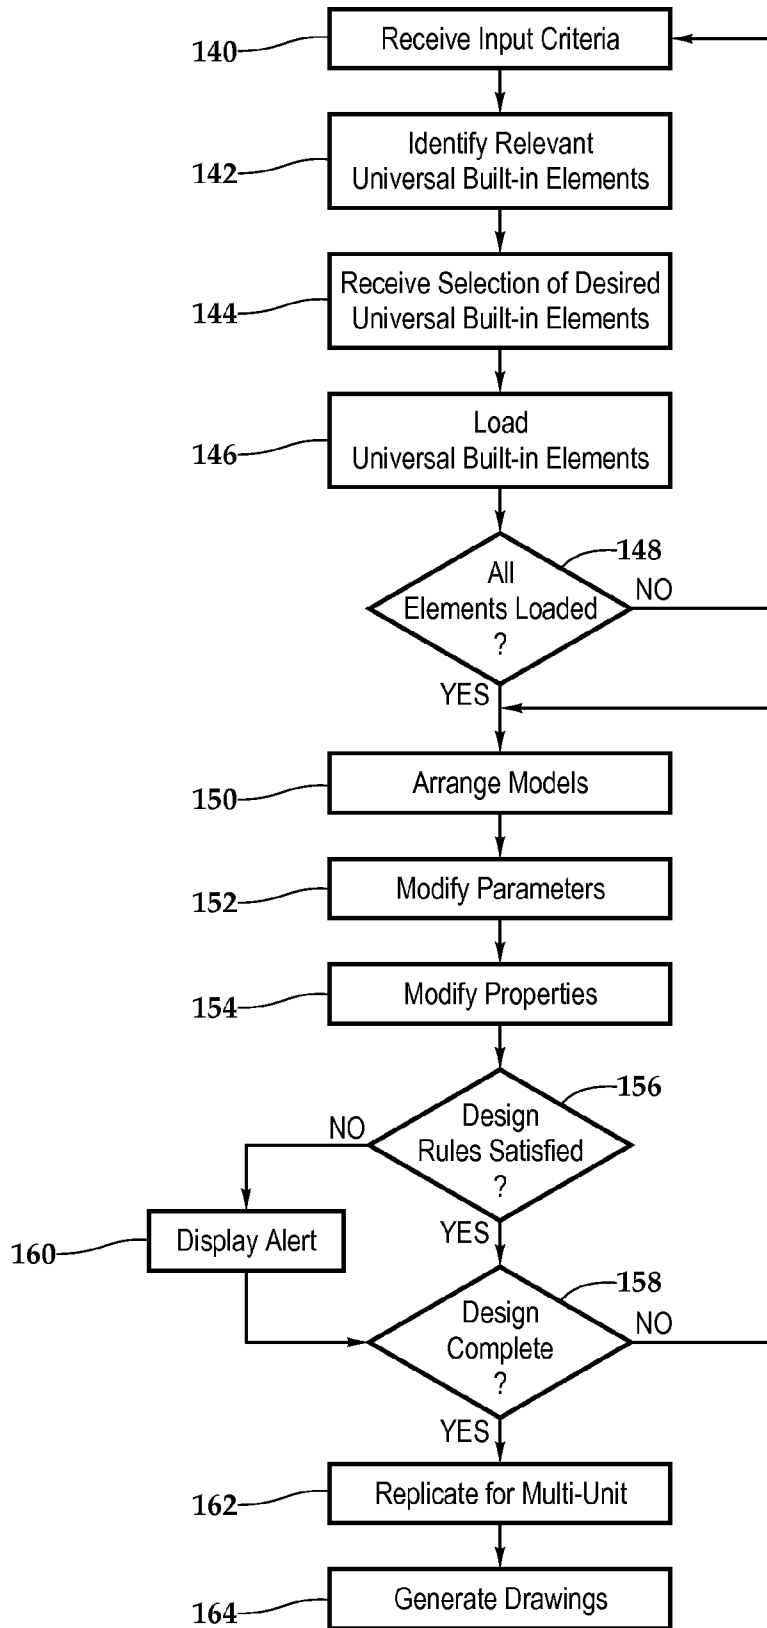 140
Receive Input Criteria
142
Identify Relevant
Universal Built-in Elements
144
Receive Selection of Desired
Universal Built-in Elements
146
Load
Universal Built-in Elements
148
All
Elements Loaded
?
NO
YES
150
Arrange Models
152
Modify Parameters
154
Modify Properties
156
Design
Rules Satisfied
?
NO
YES
160
Display Alert
158
Design
Complete
?
NO
YES
162
Replicate for Multi-Unit
164
Generate Drawings